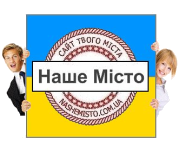 САЙТ ТВОГО МІСТА
Наше Місто
NASHEMISTO.COM.UA